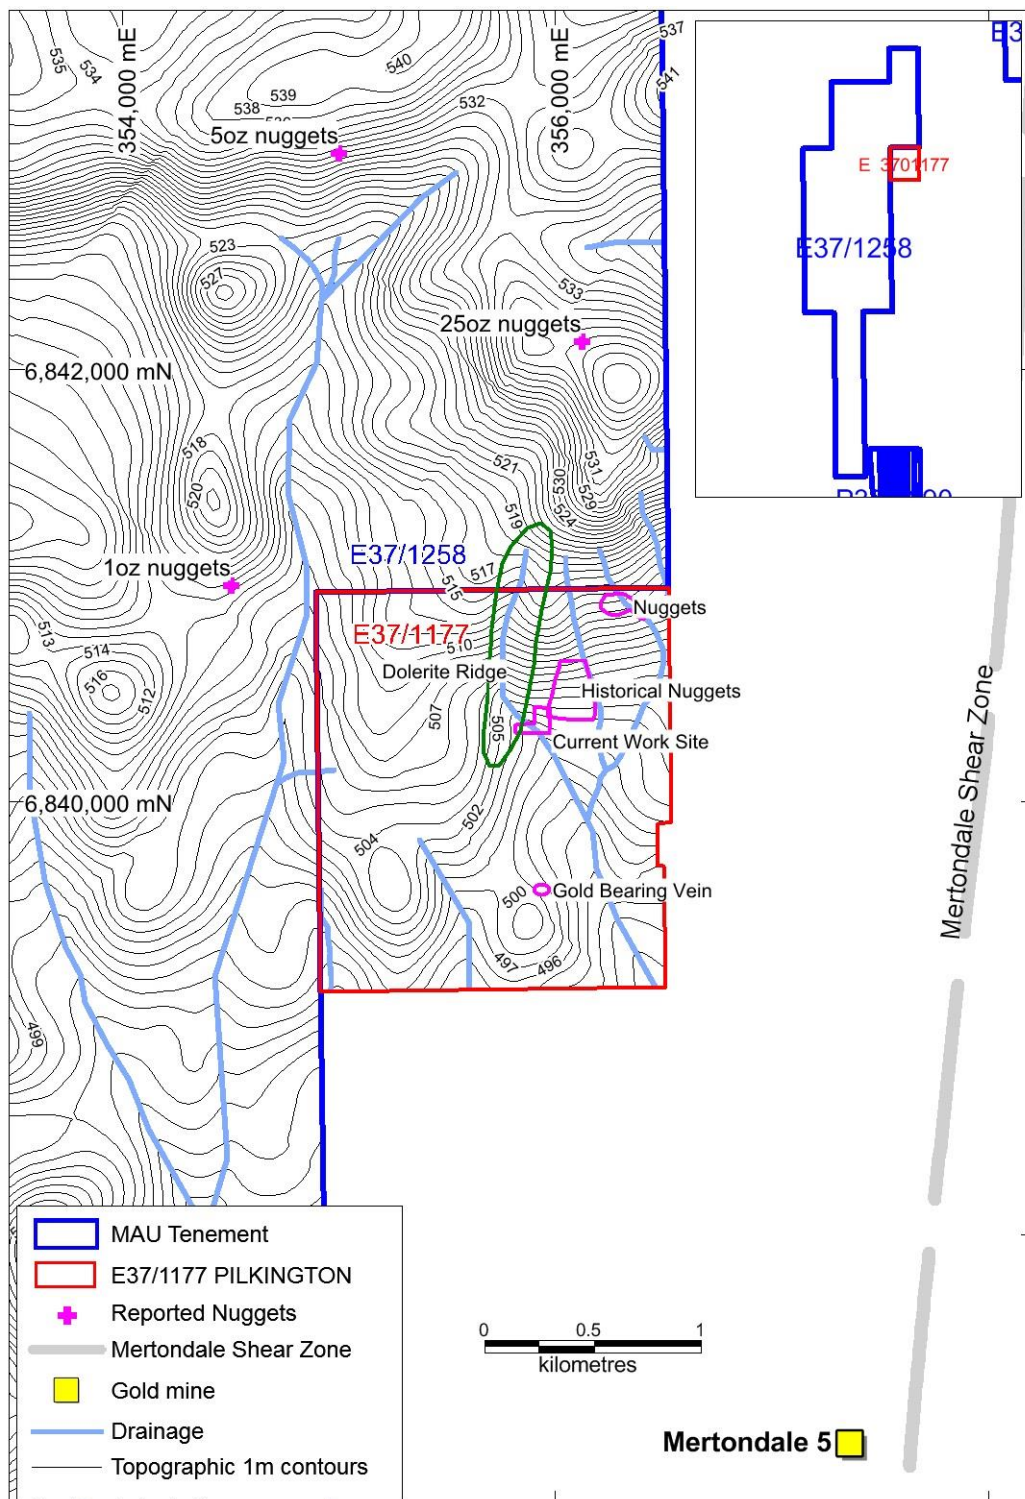 354,000 mE
356,000 mE
537
535
534
540
541
539
538
532
5oz nuggets
523
527
533
25oz nuggets
6,842,000 mN
518
521
531
530
529
520
519
524
1oz nuggets
E37/1258
517
515
Nuggets
E37/1177
513
510
514
Dolerite Ridge
516
512
Historical Nuggets
507
505
Current Work Site
6,840,000 mN
502
504
500
Gold Bearing Vein
497
496
499
Mertondale Shear Zone
E 3701177
E37/1258
MAU Tenement
E37/1177 PILKINGTON
Reported Nuggets
Mertondale Shear Zone
Gold mine
Drainage
Topographic 1m contours
0 0.5 1
kilometres
Mertondale 5